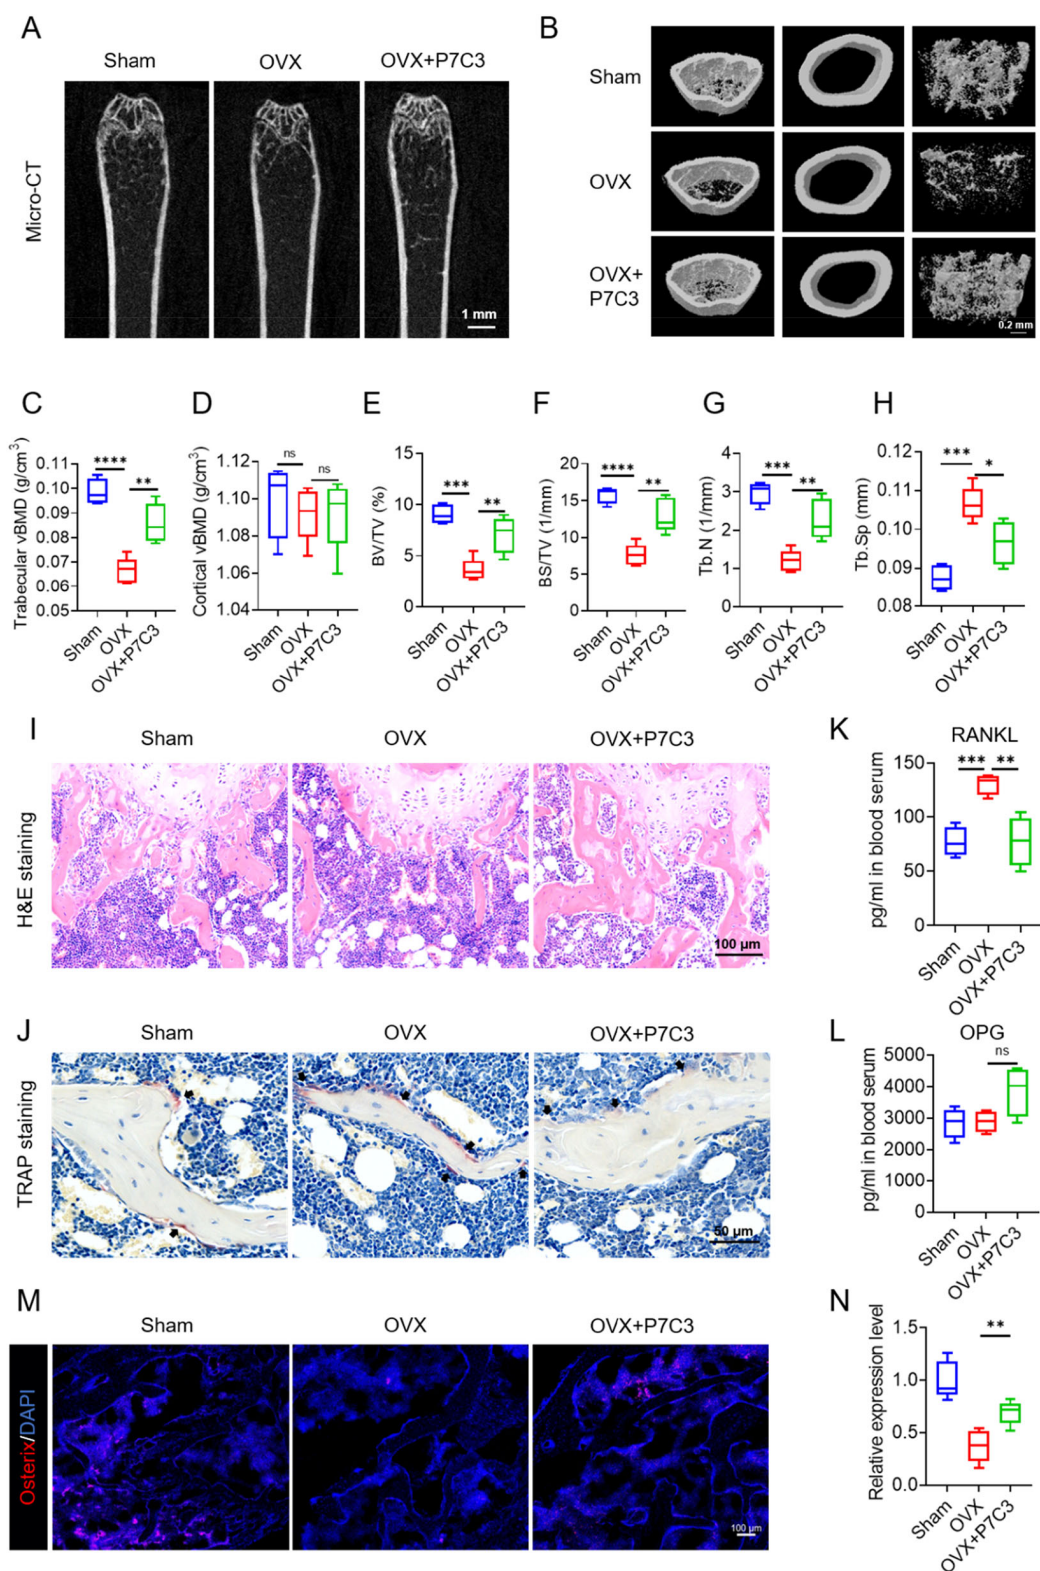 A
Sham
OVX
OVX+P7C3
Micro-CT
1 mm
B
Sham
OVX
OVX+
P7C3
0.2 mm
C
Trabecular vBMD (g/cm³)
0.11
0.10
0.09
0.08
0.07
0.06
0.05
****
**
Sham
OVX
OVX+P7C3
D
Cortical vBMD (g/cm³)
1.12
1.10
1.08
1.06
1.04
ns
ns
Sham
OVX
OVX+P7C3
E
BV/TV (%)
15
10
5
0
***
**
Sham
OVX
OVX+P7C3
F
BS/TV (1/mm)
20
15
10
5
0
****
**
Sham
OVX
OVX+P7C3
G
Tb.N (1/mm)
4
3
2
1
0
***
**
Sham
OVX
OVX+P7C3
H
Tb.Sp (mm)
0.12
0.11
0.10
0.09
0.08
***
*
Sham
OVX
OVX+P7C3
I
Sham
OVX
OVX+P7C3
H&E staining
100 µm
J
Sham
OVX
OVX+P7C3
TRAP staining
50 µm
K
RANKL
pg/ml in blood serum
150
100
50
0
***
**
Sham
OVX
OVX+P7C3
L
OPG
pg/ml in blood serum
5000
4000
3000
2000
1000
0
ns
Sham
OVX
OVX+P7C3
M
Sham
OVX
OVX+P7C3
Osterix/DAPI
100 µm
N
Relative expression level
1.5
1.0
0.5
0.0
**
Sham
OVX
OVX+P7C3